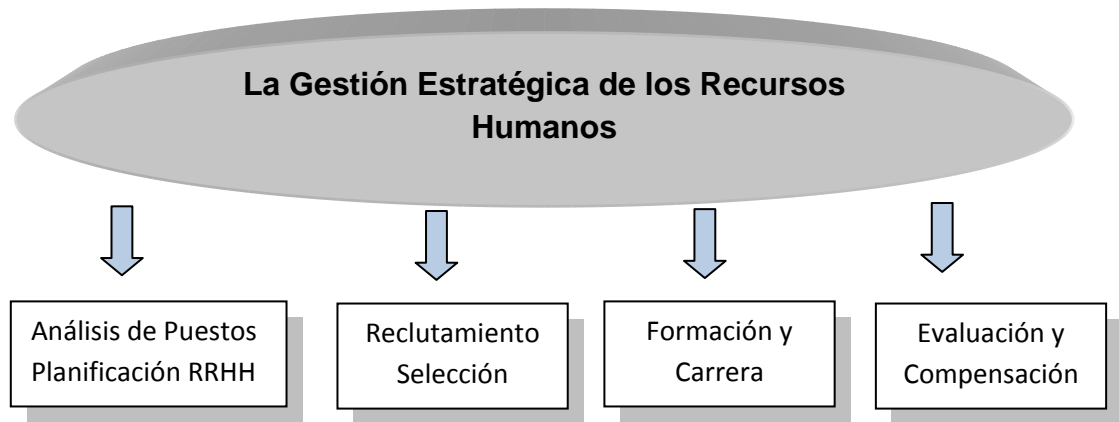 La Gestión Estratégica de los Recursos
Humanos
Análisis de Puestos
Planificación RRHH
Reclutamiento
Selección
Formación y
Carrera
Evaluación y
Compensación